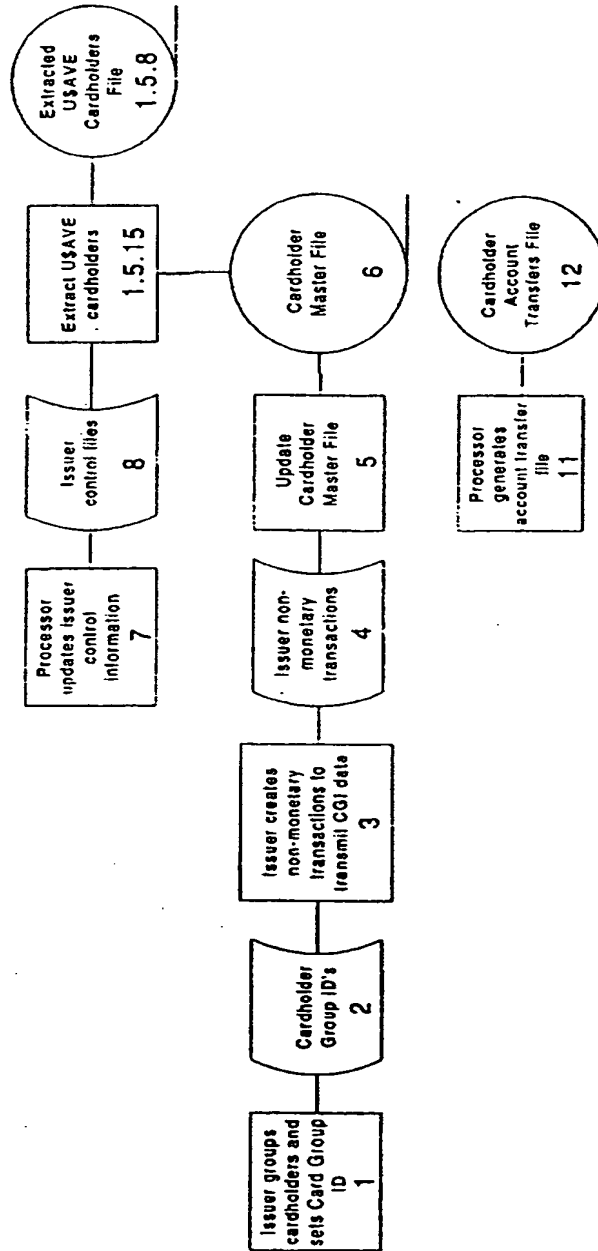 Processor
updates Issuer
control
information
7
Issuer
control files
8
Extract U$AVE
cardholders
1.5.15
Extracted
U$AVE
Cardholders
File
1.5.8
Issuer groups
cardholders and
sets Card Group
ID
1
Cardholder
Group ID's
2
Issuer creates
non-monetary
transactions to
transmit CGI data
3
Issuer non-
monetary
transactions
4
Update
Cardholder
Master File
5
Cardholder
Master File
6
Processor
generates
account transfer
file
11
Cardholder
Account
Transfers File
12